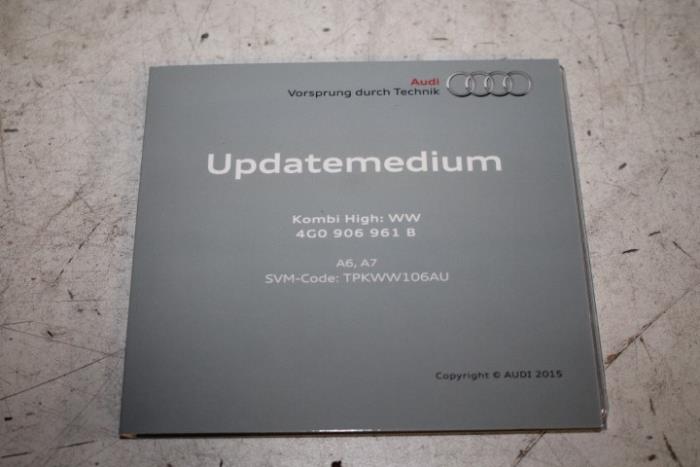 Audi
Vorsprung durch Technik
Updatemedium
Kombi High: WW
4G0 906 961 B
A6, A7
SVM-Code: TPKWW106AU
Copyright © AUDI 2015